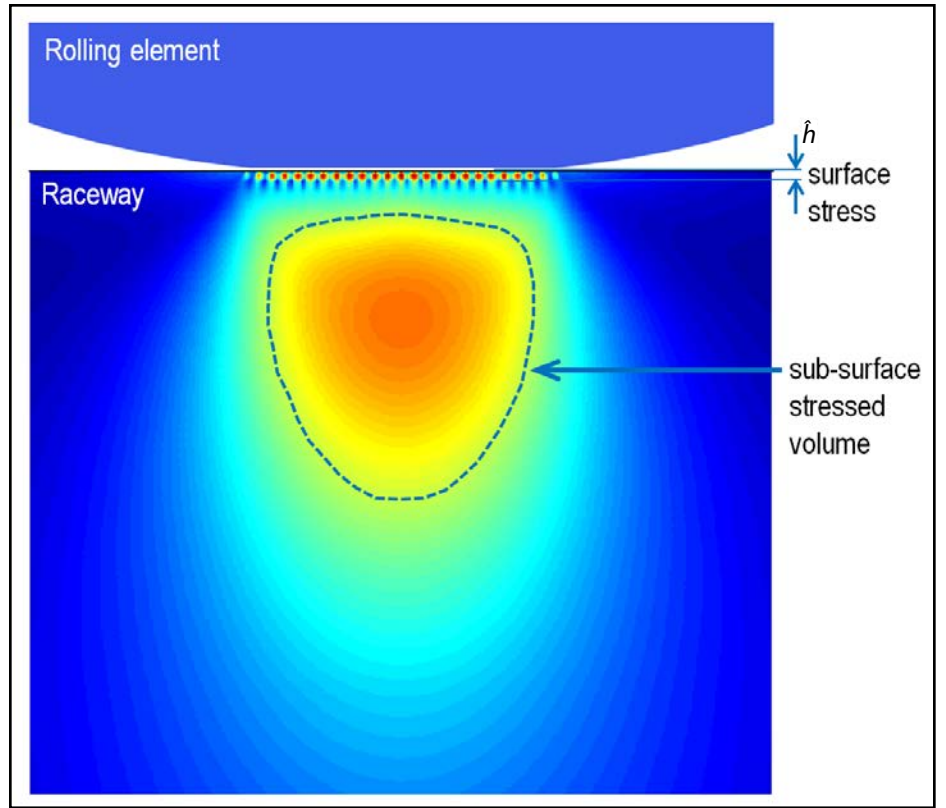 Rolling element
ĥ
surface
stress
Raceway
sub-surface
stressed
volume